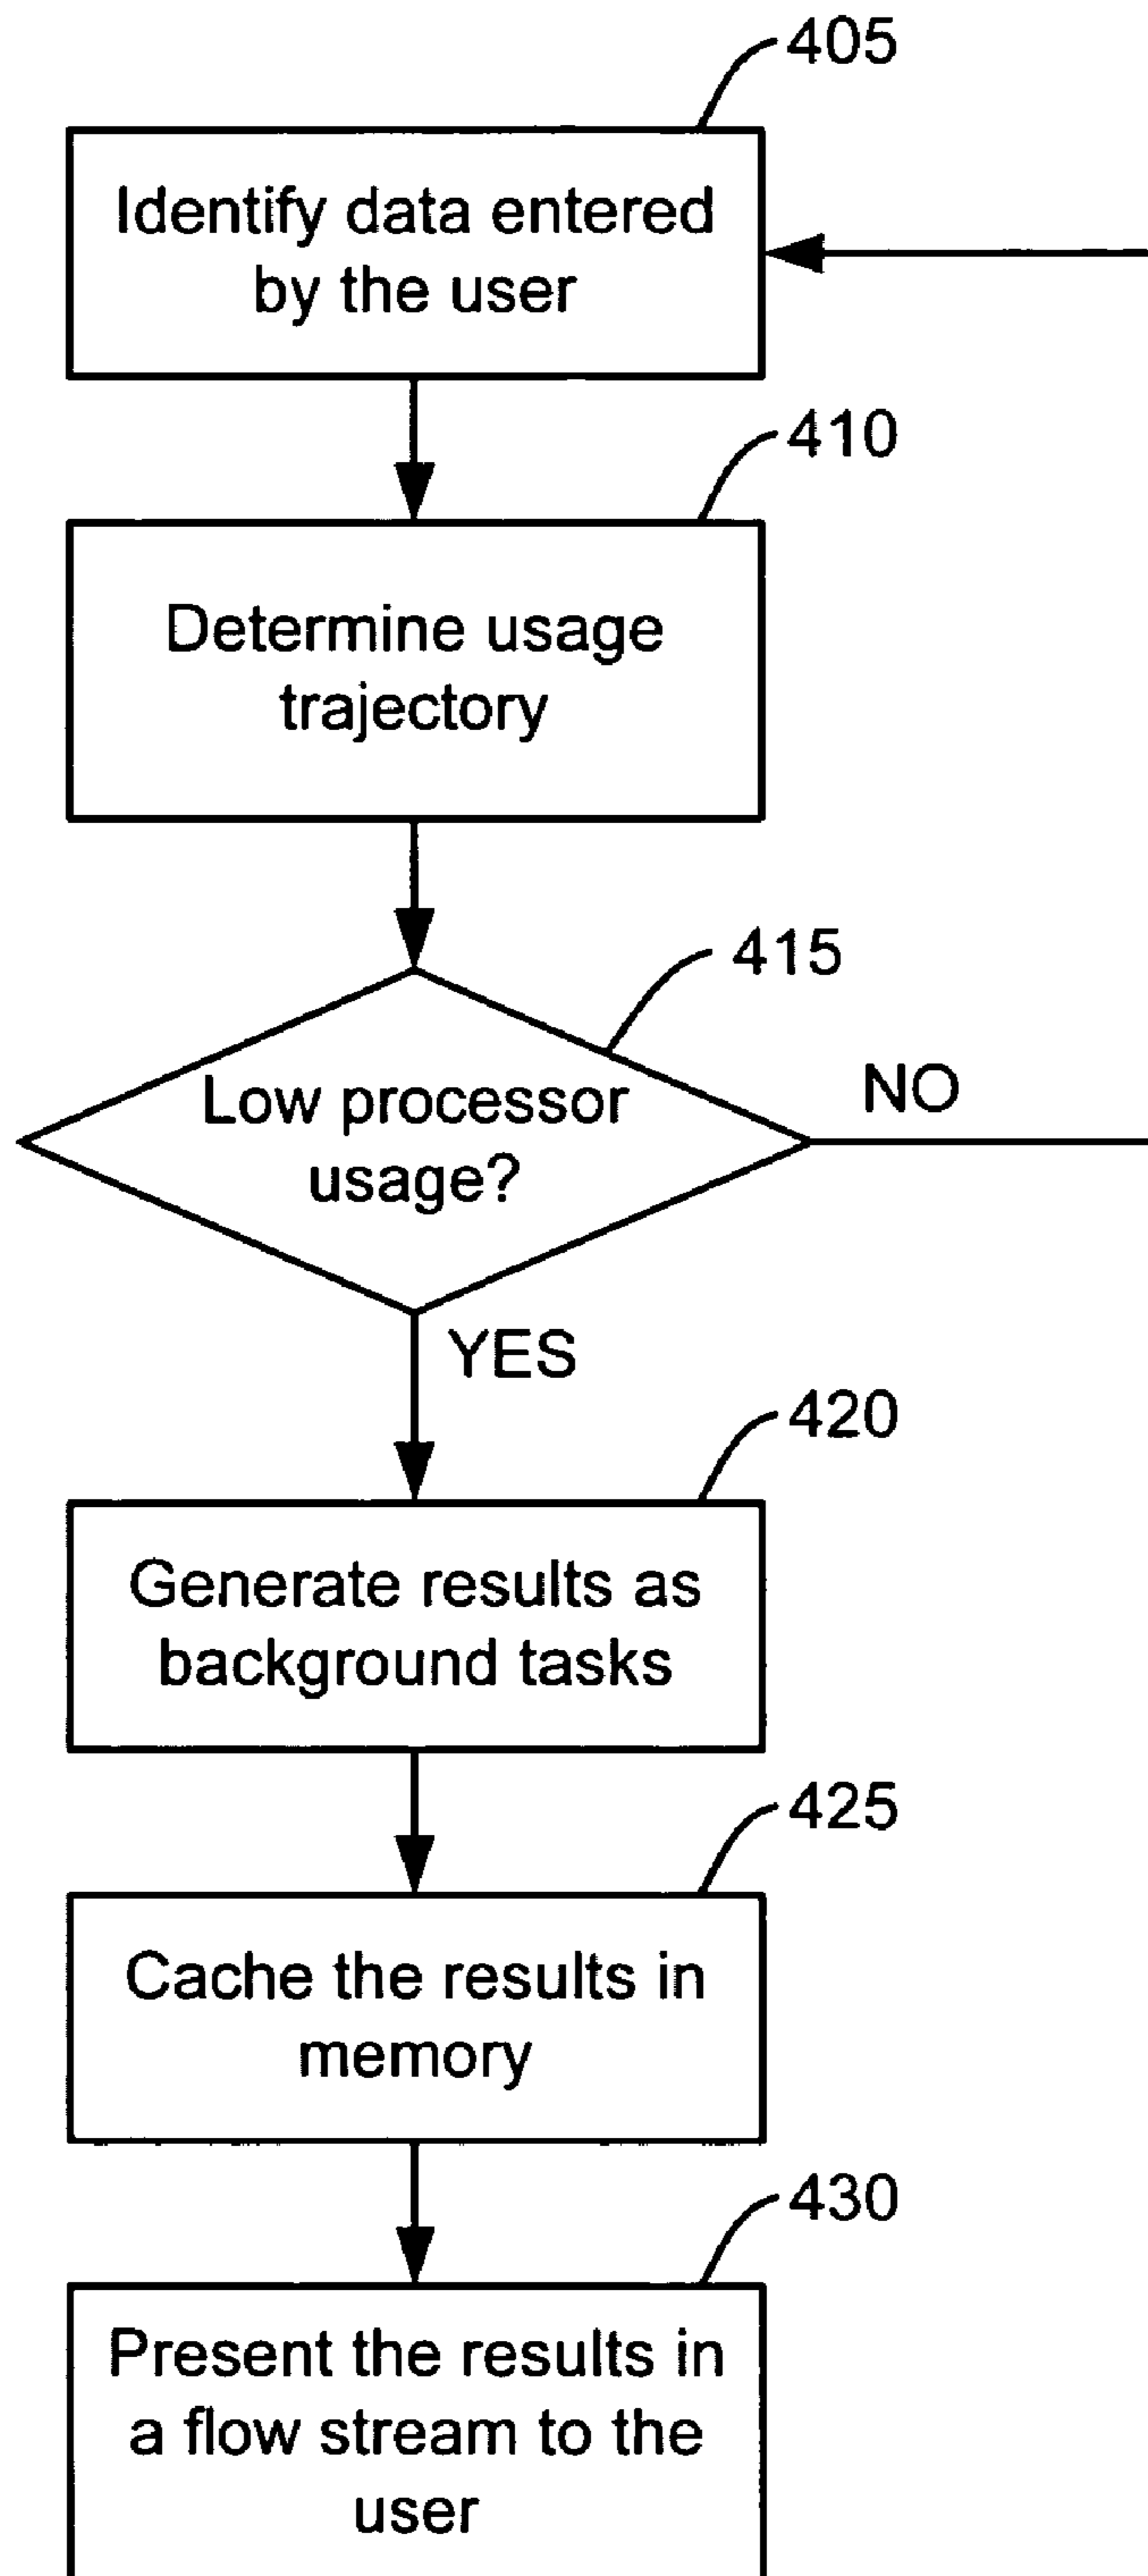 405
Identify data entered
by the user
410
Determine usage
trajectory
415
Low processor
usage?
NO
YES
420
Generate results as
background tasks
425
Cache the results in
memory
430
Present the results in
a flow stream to the
user